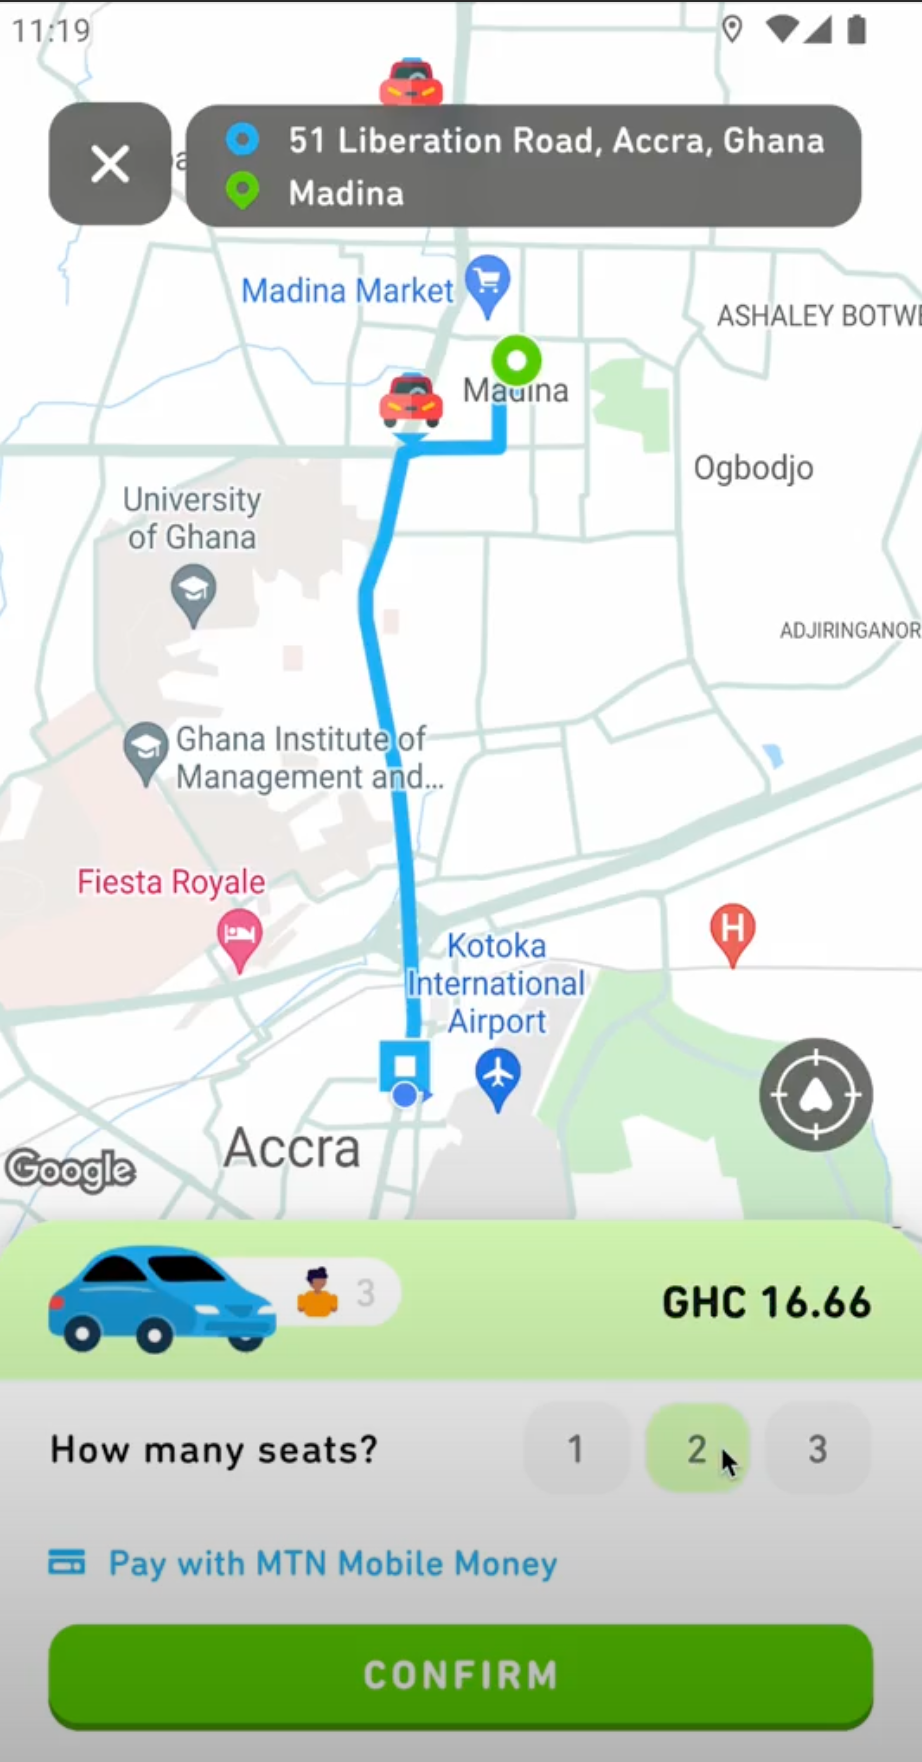 11:19
51 Liberation Road, Accra, Ghana
Madina
Madina Market
ASHALEY BOTWE
Madina
Ogbodjo
University
of Ghana
ADJIRINGANOR
Ghana Institute of
Management and...
Fiesta Royale
H
Kotoka
International
Airport
Accra
Google
3
GHC 16.66
How many seats?
1 2 3
Pay with MTN Mobile Money
CONFIRM